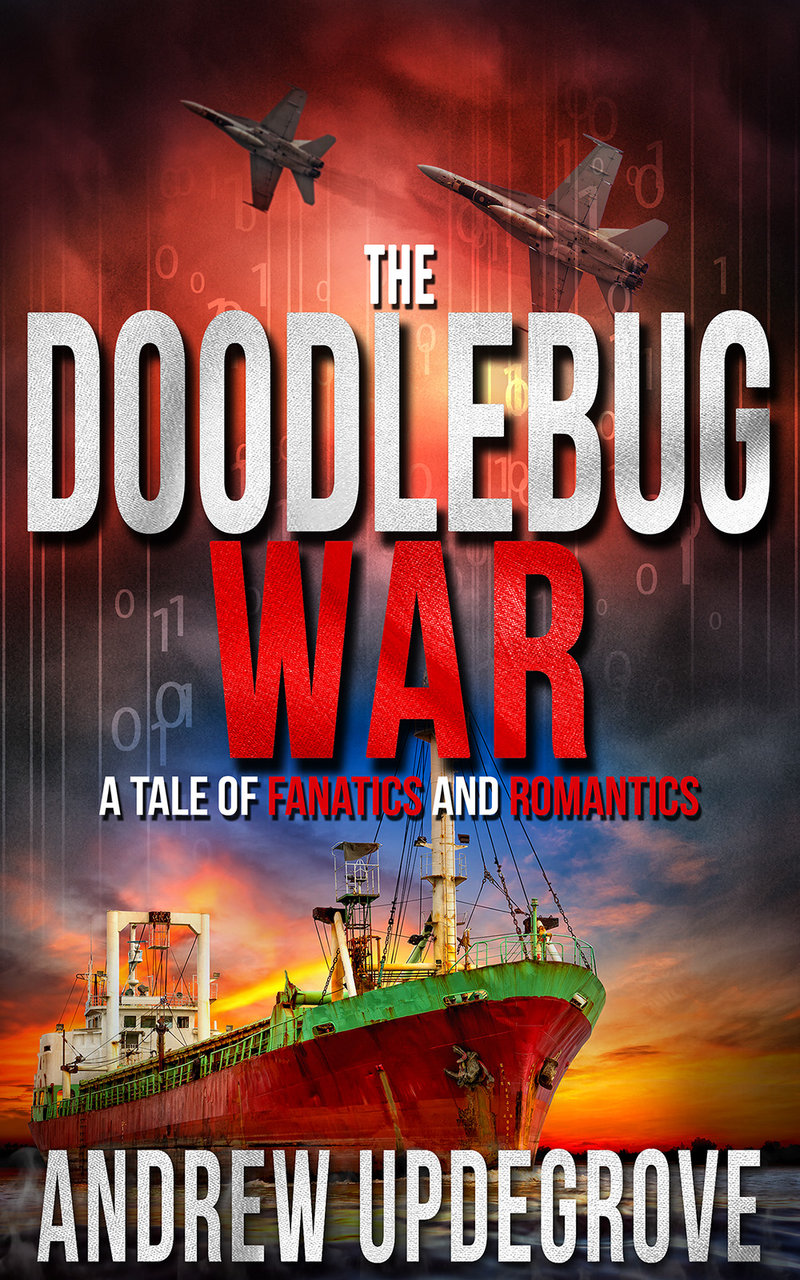 THE
DOODLEBUG
WAR
A TALE OF FANATICS AND ROMANTICS
ANDREW UPDEGROVE